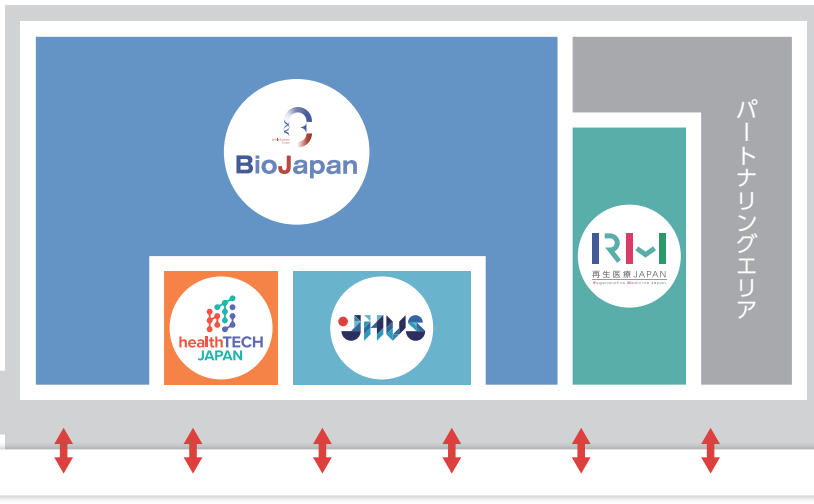 BioJapan
healthTECH
JAPAN
JHVS
RM
再生医療JAPAN
Regenerative Medicine Japan
パートナリングエリア